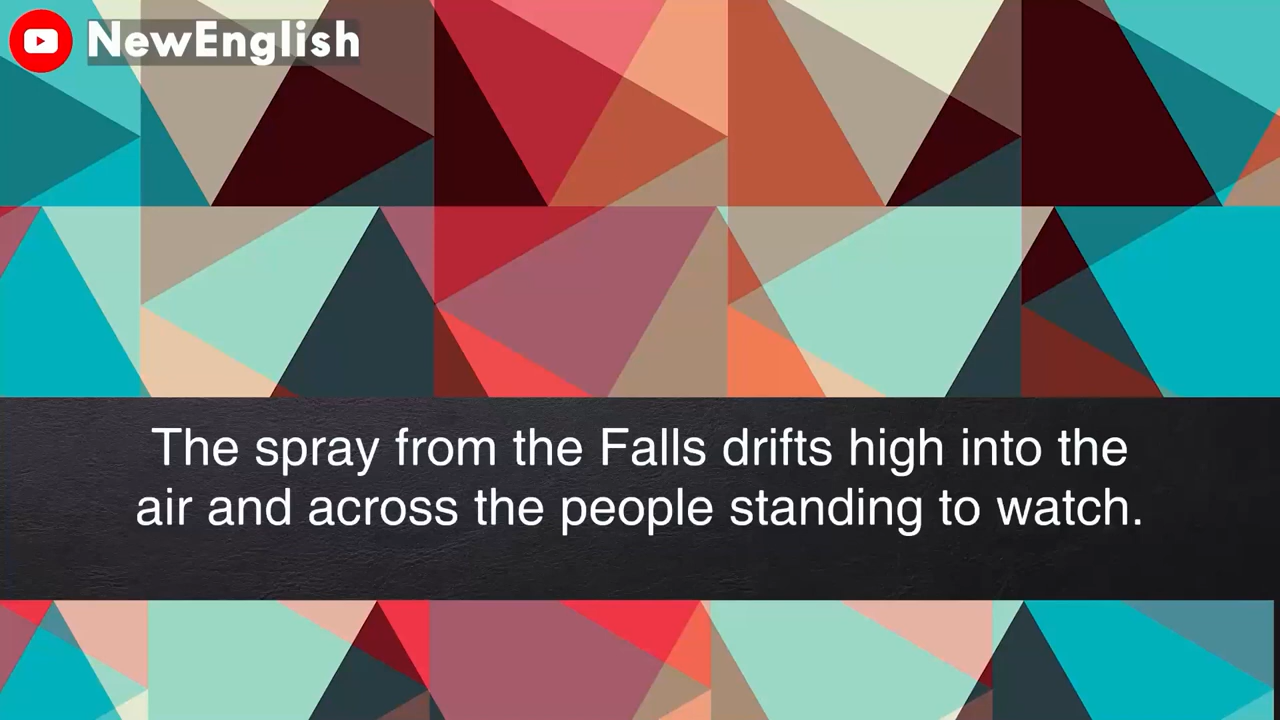 NewEnglish
The spray from the Falls drifts high into the
air and across the people standing to watch.